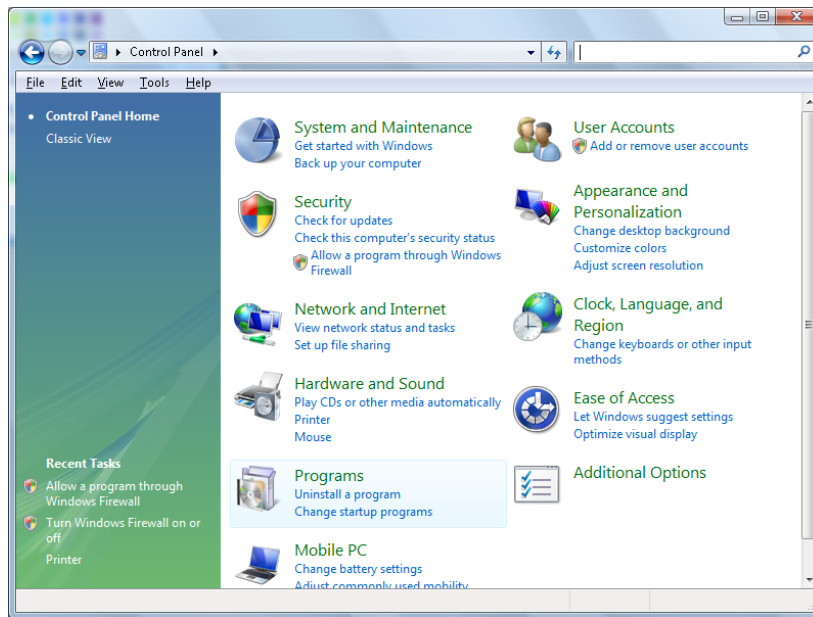 Control Panel
File Edit View Tools Help
Control Panel Home
Classic View
System and Maintenance
Get started with Windows
Back up your computer
Security
Check for updates
Check this computer's security status
Allow a program through Windows
Firewall
Network and Internet
View network status and tasks
Set up file sharing
Hardware and Sound
Play CDs or other media automatically
Printer
Mouse
Programs
Uninstall a program
Change startup programs
Mobile PC
Change battery settings
Adjust commonly used mobility
User Accounts
Add or remove user accounts
Appearance and
Personalization
Change desktop background
Customize colors
Adjust screen resolution
Clock, Language, and
Region
Change keyboards or other input
methods
Ease of Access
Let Windows suggest settings
Optimize visual display
Additional Options
Recent Tasks
Allow a program through
Windows Firewall
Turn Windows Firewall on or
off
Printer